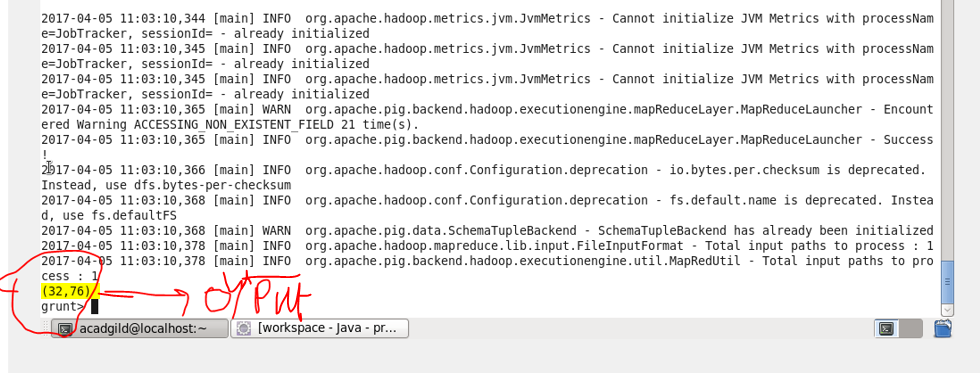 2017-04-05 11:03:10,344 [main] INFO  org.apache.hadoop.metrics.jvm.JvmMetrics - Cannot initialize JVM Metrics with processNam
e=JobTracker, sessionId= - already initialized
2017-04-05 11:03:10,345 [main] INFO  org.apache.hadoop.metrics.jvm.JvmMetrics - Cannot initialize JVM Metrics with processNam
e=JobTracker, sessionId= - already initialized
2017-04-05 11:03:10,345 [main] INFO  org.apache.hadoop.metrics.jvm.JvmMetrics - Cannot initialize JVM Metrics with processNam
e=JobTracker, sessionId= - already initialized
2017-04-05 11:03:10,365 [main] WARN  org.apache.pig.backend.hadoop.executionengine.mapReduceLayer.MapReduceLauncher - Encount
ered Warning ACCESSING_NON_EXISTENT_FIELD 21 time(s).
2017-04-05 11:03:10,365 [main] INFO  org.apache.pig.backend.hadoop.executionengine.mapReduceLayer.MapReduceLauncher - Success
!
2017-04-05 11:03:10,366 [main] INFO  org.apache.hadoop.conf.Configuration.deprecation - io.bytes.per.checksum is deprecated.
Instead, use dfs.bytes-per-checksum
2017-04-05 11:03:10,368 [main] INFO  org.apache.hadoop.conf.Configuration.deprecation - fs.default.name is deprecated. Instea
d, use fs.defaultFS
2017-04-05 11:03:10,368 [main] WARN  org.apache.pig.data.SchemaTupleBackend - SchemaTupleBackend has already been initialized
2017-04-05 11:03:10,378 [main] INFO  org.apache.hadoop.mapreduce.lib.input.FileInputFormat - Total input paths to process : 1
2017-04-05 11:03:10,378 [main] INFO  org.apache.pig.backend.hadoop.executionengine.util.MapRedUtil - Total input paths to pro
cess : 1
(32,76)
grunt>
acadgild@localhost:~ [workspace - Java - pr...